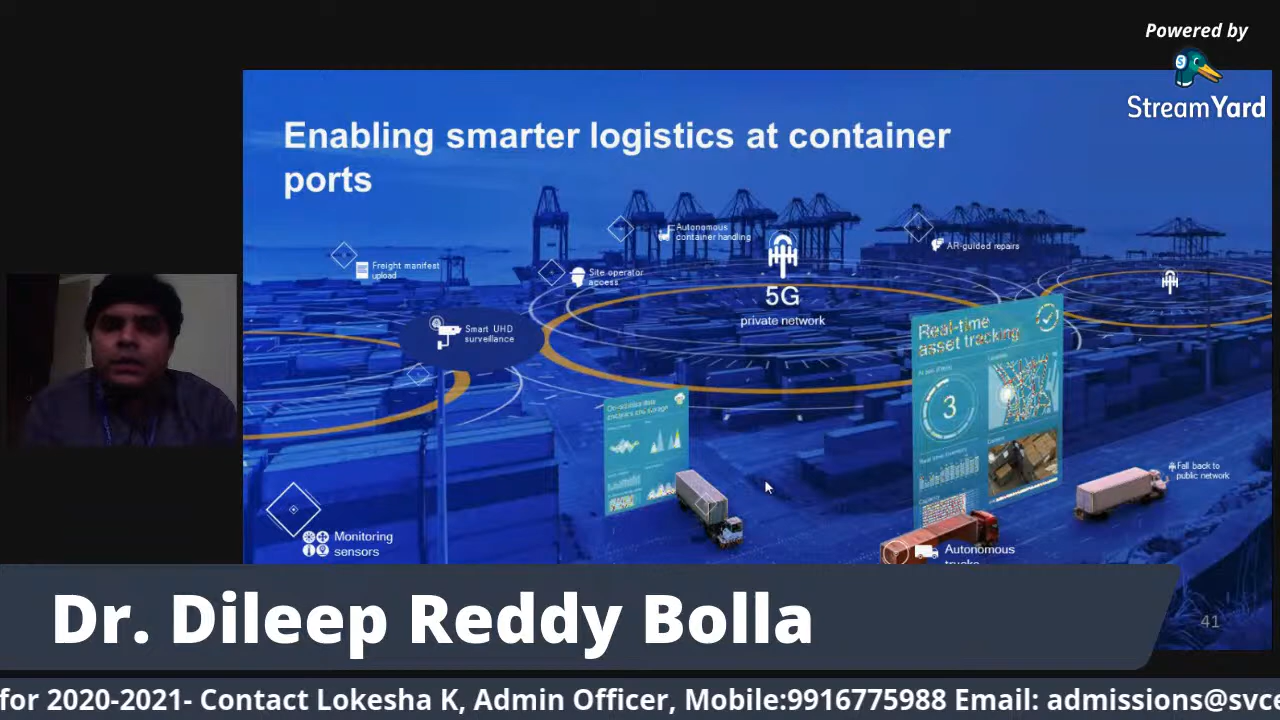 Powered by
StreamYard
Enabling smarter logistics at container
ports
Autonomous
container handling
AR-guided repairs
Freight manifest
upload
Site operator
access
5G
private network
Smart UHD
surveillance
Real-time
asset tracking
3
Fall back to
public network
Monitoring
sensors
Autonomous
trucks
41
Dr. Dileep Reddy Bolla
for 2020-2021- Contact Lokesha K, Admin Officer, Mobile:9916775988 Email: admissions@svce